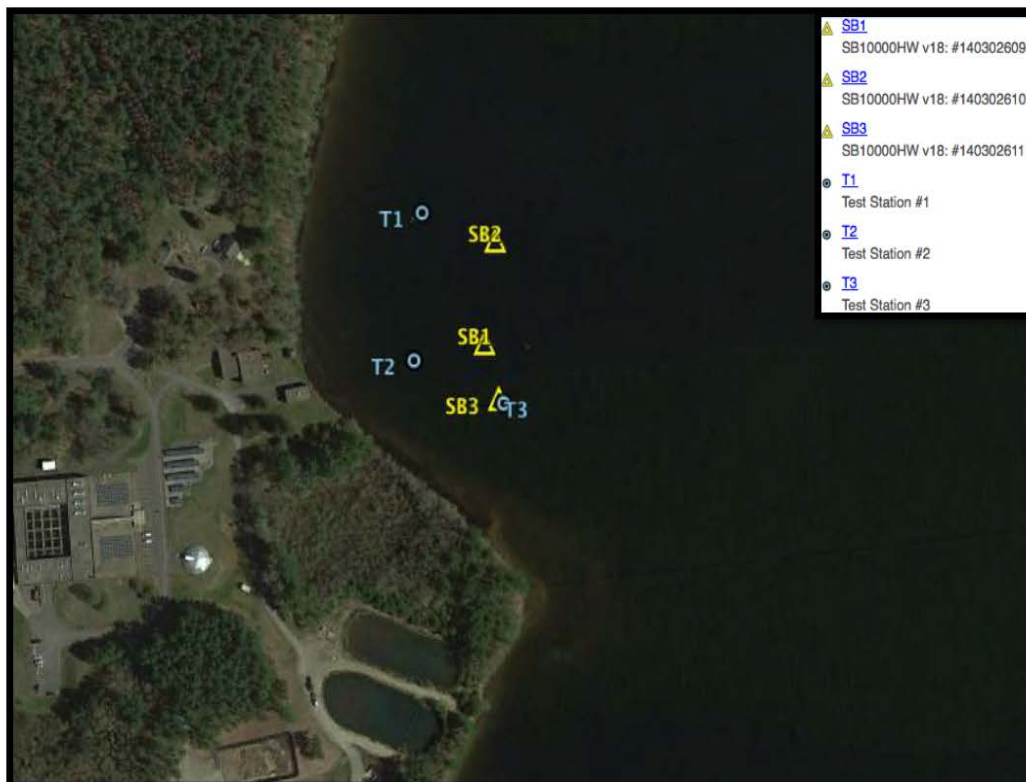 SB1
SB10000HW v18: #140302609
SB2
SB10000HW v18: #140302610
SB3
SB10000HW v18: #140302611
T1
Test Station #1
T2
Test Station #2
T3
Test Station #3
T1
SB2
SB1
T2
SB3
T3